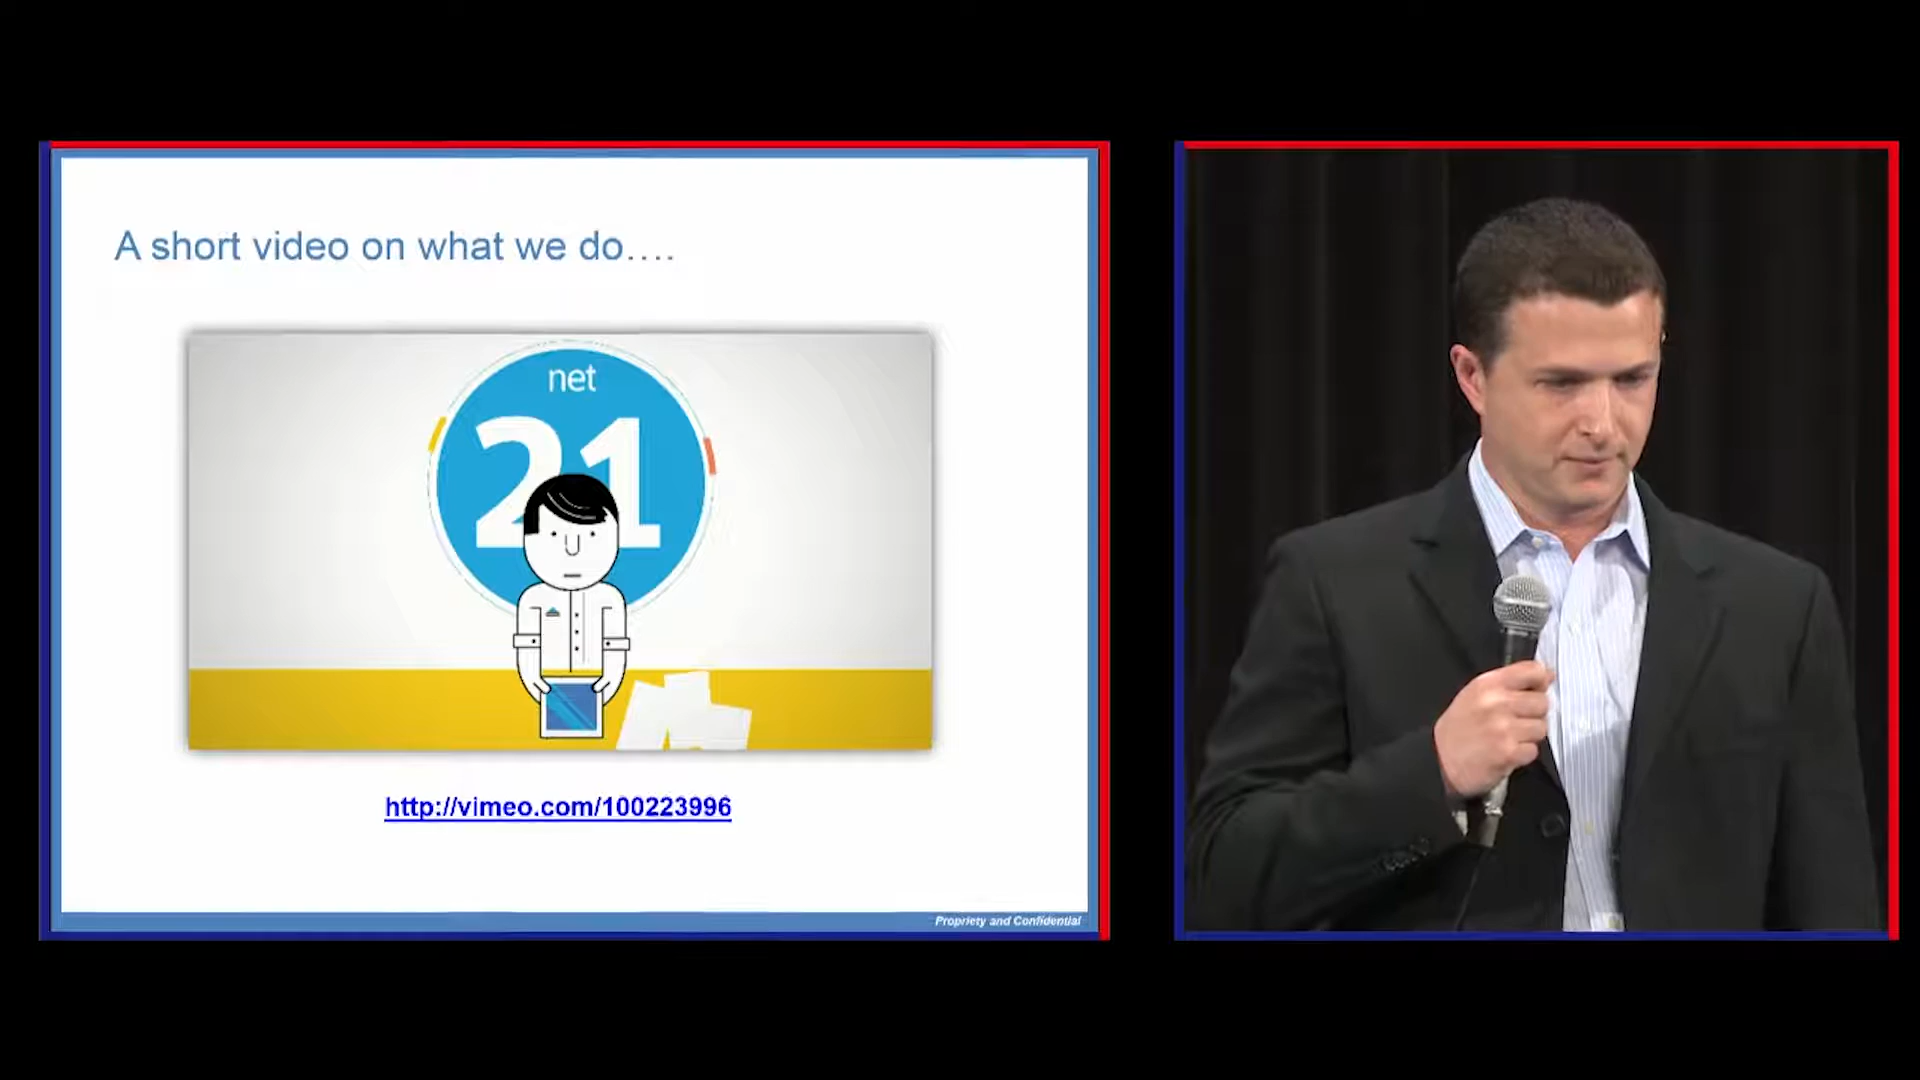 A short video on what we do….
net
21
http://vimeo.com/100223996
Propriety and Confidential